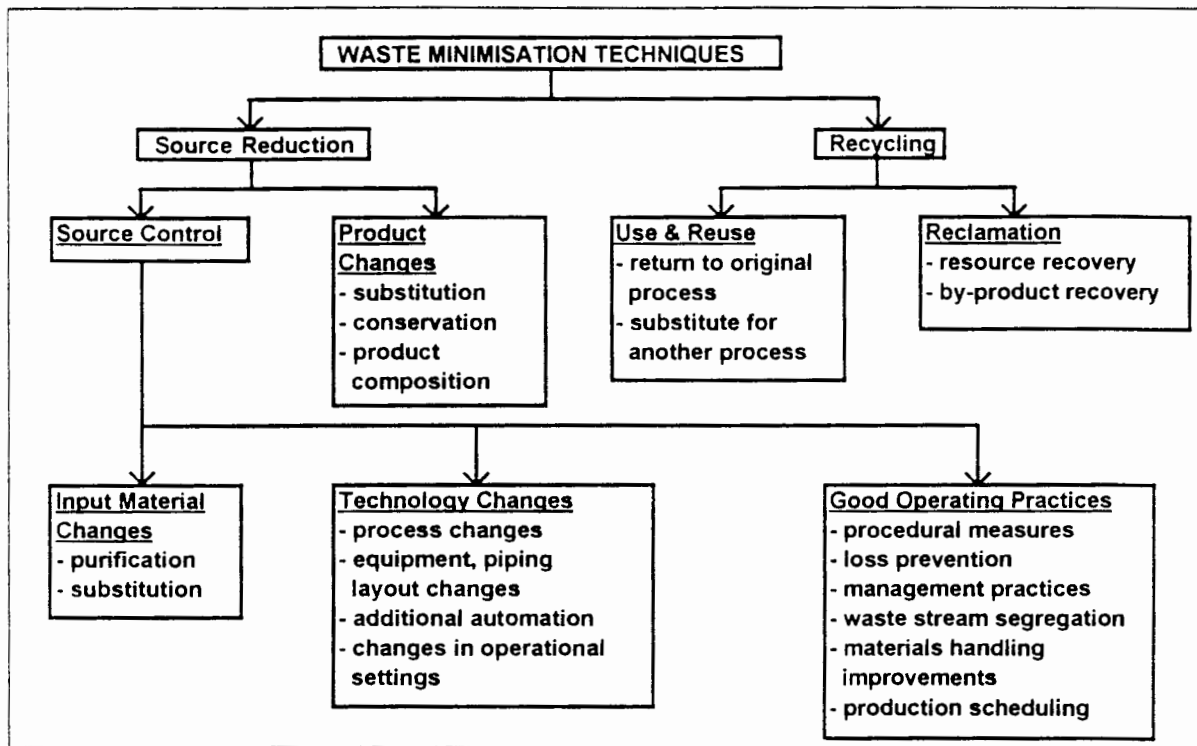 WASTE MINIMISATION TECHNIQUES
Source Reduction
Recycling
Source Control
Product
Changes
- substitution
- conservation
- product
composition
Use & Reuse
- return to original
process
- substitute for
another process
Reclamation
- resource recovery
- by-product recovery
Input Material
Changes
- purification
- substitution
Technology Changes
- process changes
- equipment, piping
layout changes
- additional automation
- changes in operational
settings
Good Operating Practices
- procedural measures
- loss prevention
- management practices
- waste stream segregation
- materials handling
improvements
- production scheduling